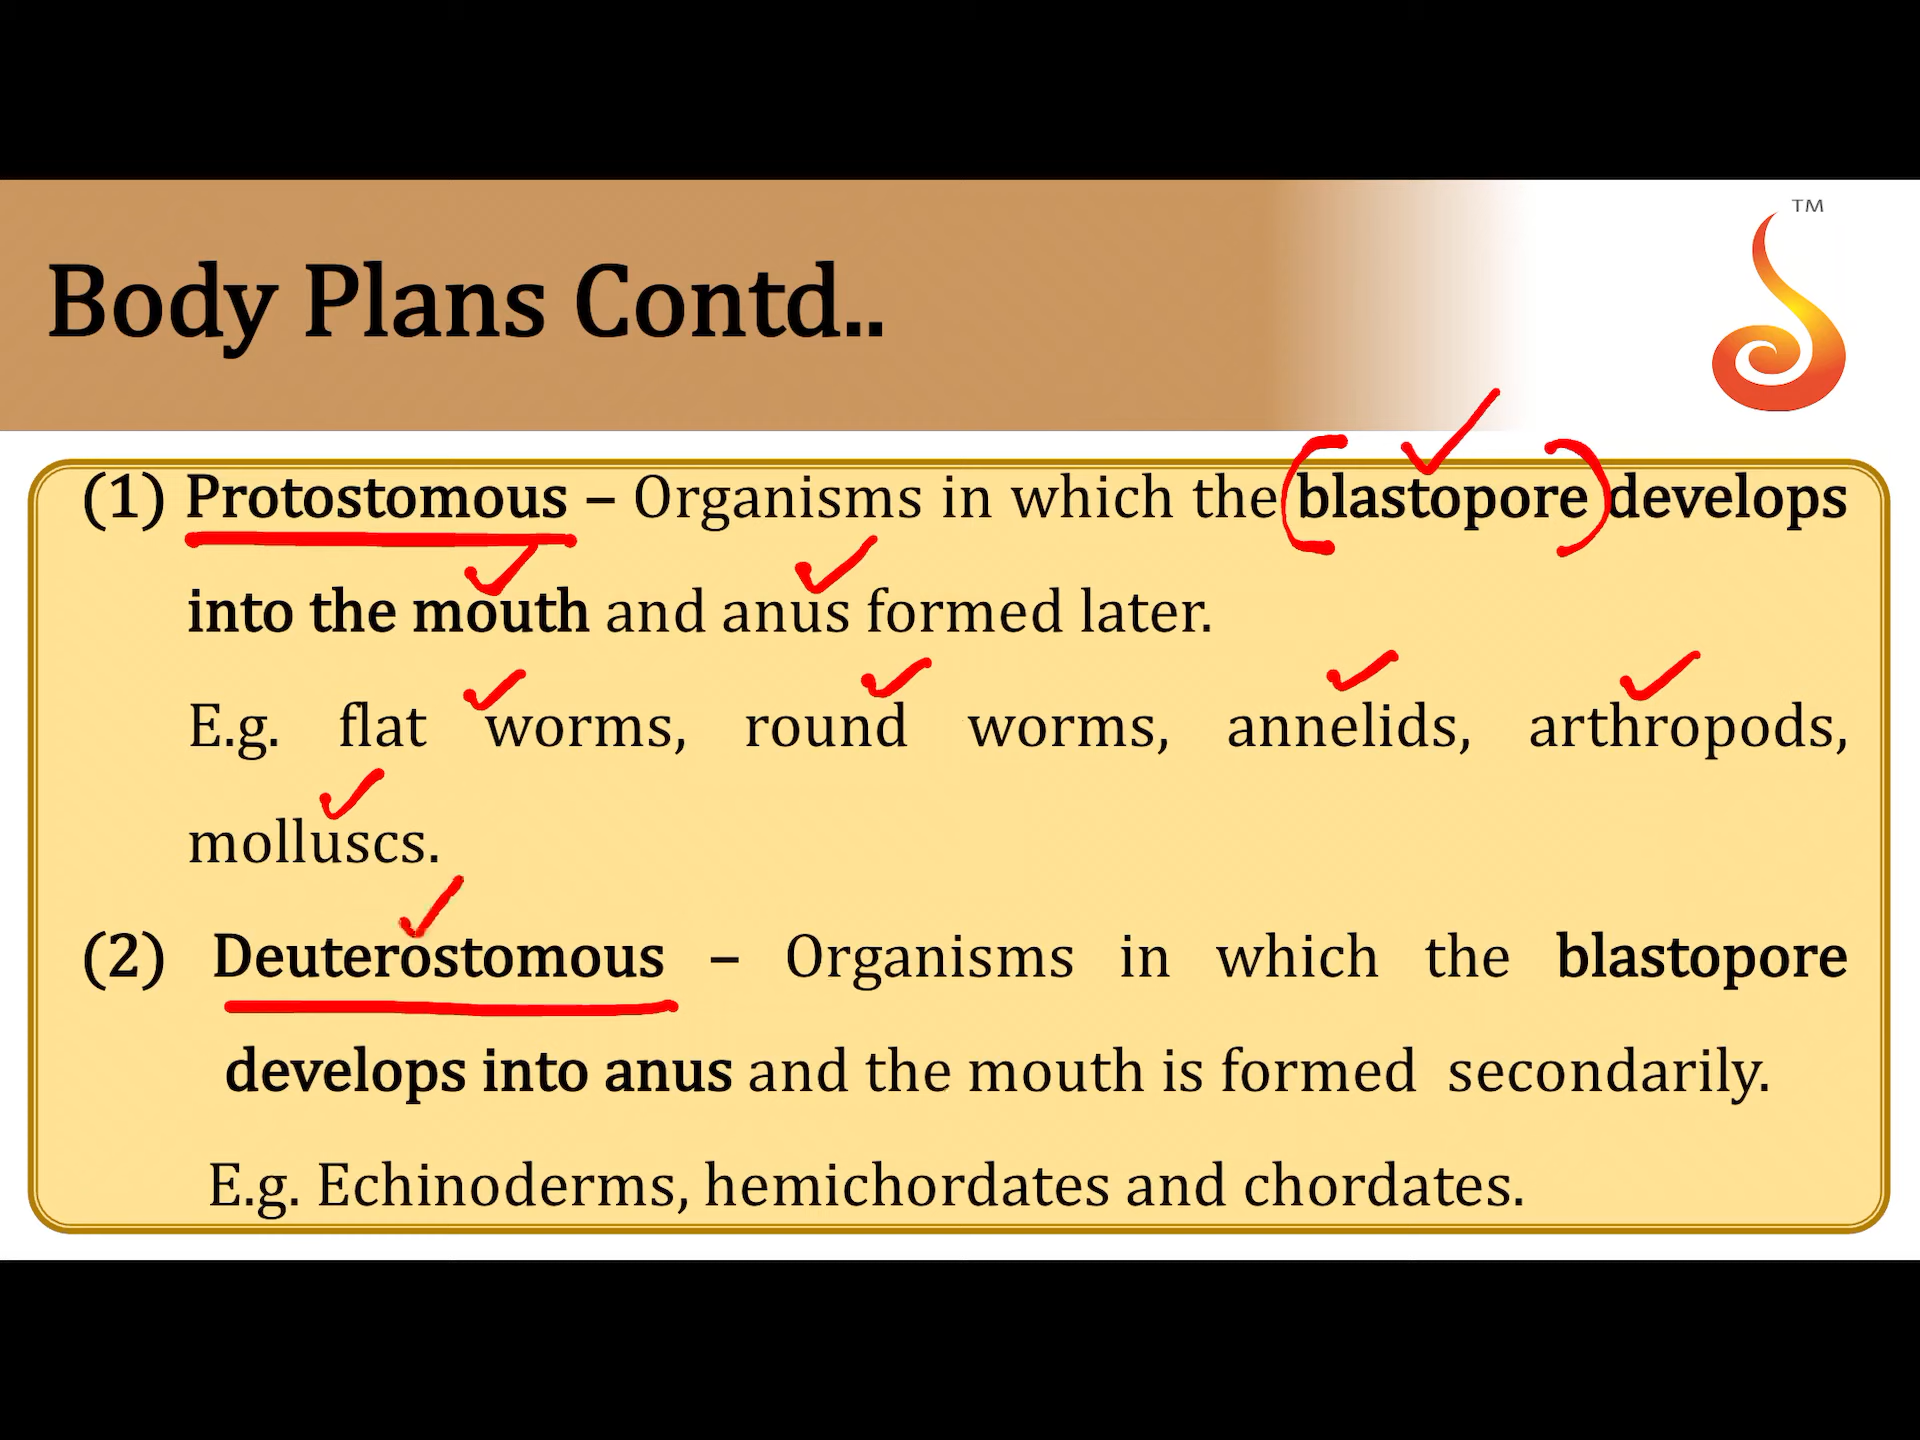 TM
Body Plans Contd..
(1) Protostomous – Organisms in which the blastopore develops
into the mouth and anus formed later.
E.g. flat worms, round worms, annelids, arthropods,
molluscs.
(2) Deuterostomous – Organisms in which the blastopore
develops into anus and the mouth is formed secondarily.
E.g. Echinoderms, hemichordates and chordates.